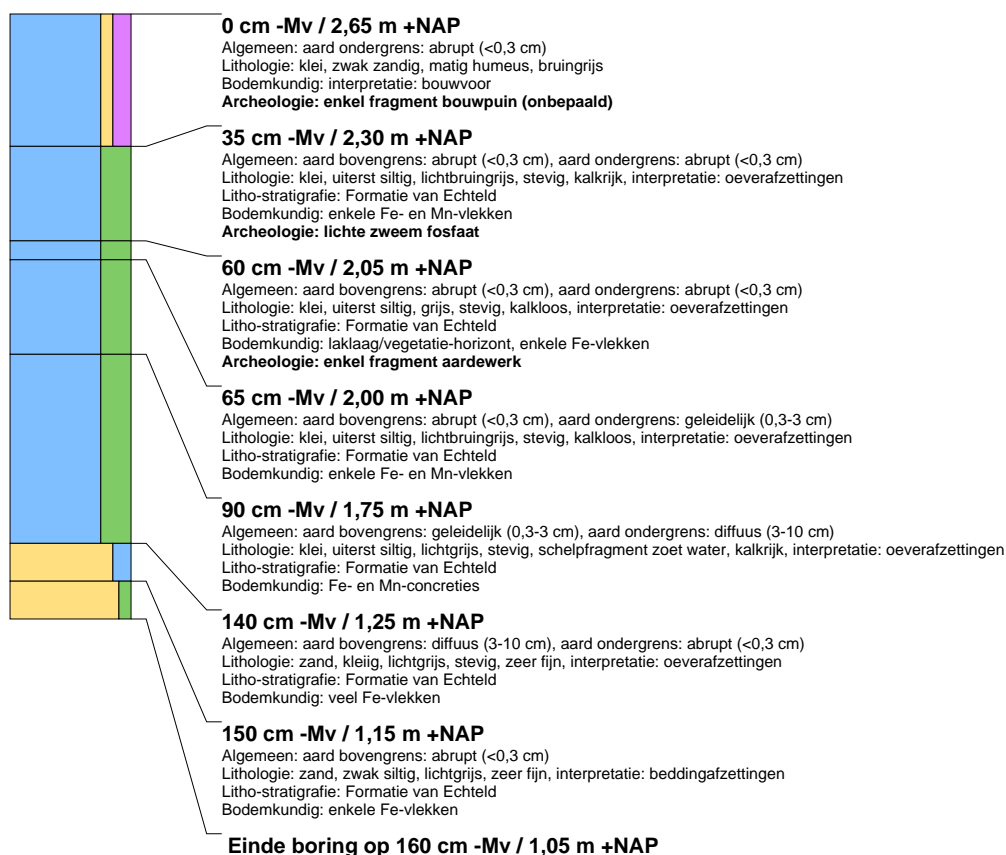 0 cm -Mv / 2,65 m +NAP
Algemeen: aard ondergrens: abrupt (<0,3 cm)
Lithologie: klei, zwak zandig, matig humeus, bruingrijs
Bodemkundig: interpretatie: bouwvoor
Archeologie: enkel fragment bouwpuin (onbepaald)
35 cm -Mv / 2,30 m +NAP
Algemeen: aard bovengrens: abrupt (<0,3 cm), aard ondergrens: abrupt (<0,3 cm)
Lithologie: klei, uiterst siltig, lichtbruingrijs, stevig, kalkrijk, interpretatie: oeverafzettingen
Litho-stratigrafie: Formatie van Echteld
Bodemkundig: enkele Fe- en Mn-vlekken
Archeologie: lichte zweem fosfaat
60 cm -Mv / 2,05 m +NAP
Algemeen: aard bovengrens: abrupt (<0,3 cm), aard ondergrens: abrupt (<0,3 cm)
Lithologie: klei, uiterst siltig, grijs, stevig, kalkloos, interpretatie: oeverafzettingen
Litho-stratigrafie: Formatie van Echteld
Bodemkundig: laklaag/vegetatie-horizont, enkele Fe-vlekken
Archeologie: enkel fragment aardewerk
65 cm -Mv / 2,00 m +NAP
Algemeen: aard bovengrens: abrupt (<0,3 cm), aard ondergrens: geleidelijk (0,3-3 cm)
Lithologie: klei, uiterst siltig, lichtbruingrijs, stevig, kalkloos, interpretatie: oeverafzettingen
Litho-stratigrafie: Formatie van Echteld
Bodemkundig: enkele Fe- en Mn-vlekken
90 cm -Mv / 1,75 m +NAP
Algemeen: aard bovengrens: geleidelijk (0,3-3 cm), aard ondergrens: diffuus (3-10 cm)
Lithologie: klei, uiterst siltig, lichtgrijs, stevig, schelpfragment zoet water, kalkrijk, interpretatie: oeverafzettingen
Litho-stratigrafie: Formatie van Echteld
Bodemkundig: Fe- en Mn-concreties
140 cm -Mv / 1,25 m +NAP
Algemeen: aard bovengrens: diffuus (3-10 cm), aard ondergrens: abrupt (<0,3 cm)
Lithologie: zand, kleiig, lichtgrijs, stevig, zeer fijn, interpretatie: oeverafzettingen
Litho-stratigrafie: Formatie van Echteld
Bodemkundig: veel Fe-vlekken
150 cm -Mv / 1,15 m +NAP
Algemeen: aard bovengrens: abrupt (<0,3 cm)
Lithologie: zand, zwak siltig, lichtgrijs, zeer fijn, interpretatie: beddingafzettingen
Litho-stratigrafie: Formatie van Echteld
Bodemkundig: enkele Fe-vlekken
Einde boring op 160 cm -Mv / 1,05 m +NAP